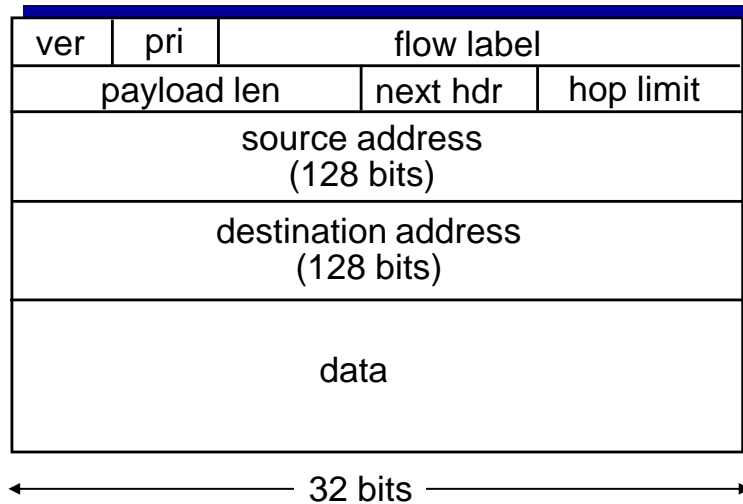 ver pri flow label
payload len next hdr hop limit
source address
(128 bits)
destination address
(128 bits)
data
32 bits